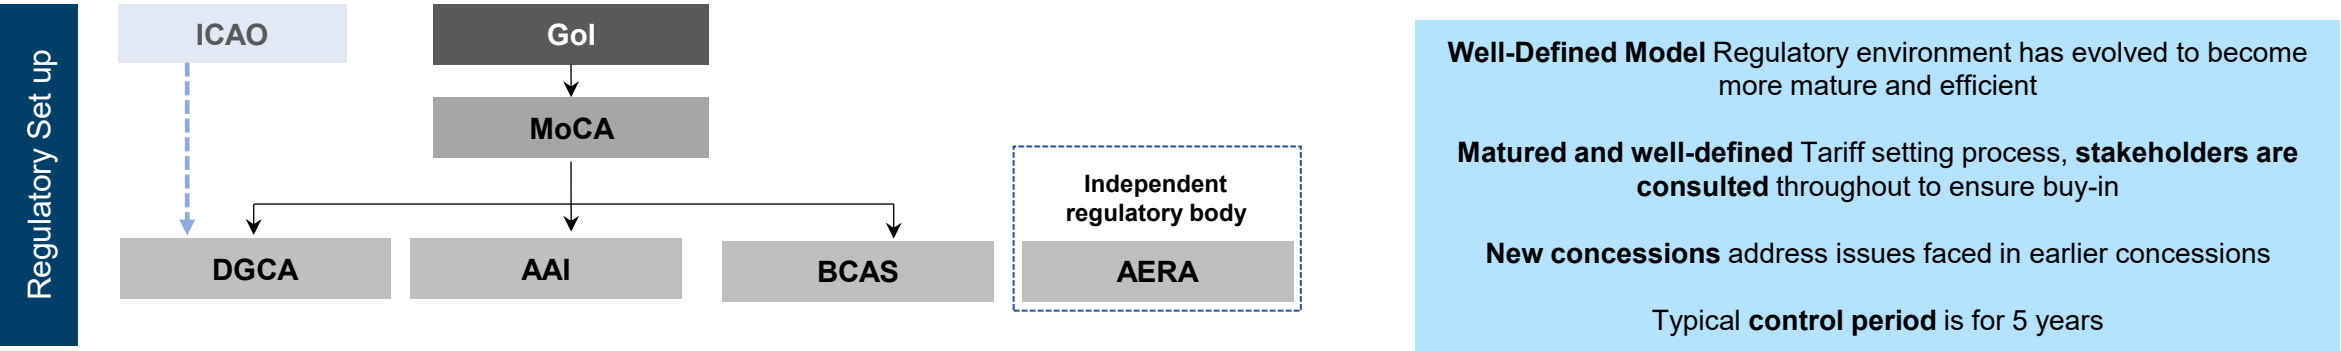 Regulatory Set up
ICAO
GoI
MoCA
Independent
regulatory body
DGCA
AAI
BCAS
AERA
Well-Defined Model Regulatory environment has evolved to become
more mature and efficient
Matured and well-defined Tariff setting process, stakeholders are
consulted throughout to ensure buy-in
New concessions address issues faced in earlier concessions
Typical control period is for 5 years